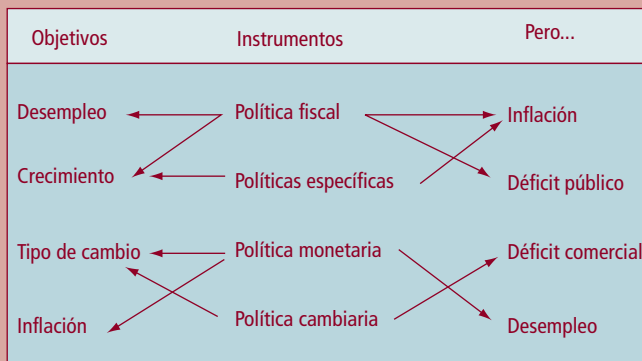 Objetivos Instrumentos Pero...
Desempleo Política fiscal Inflación
Crecimiento Políticas específicas Déficit público
Tipo de cambio Política monetaria Déficit comercial
Inflación Política cambiaria Desempleo